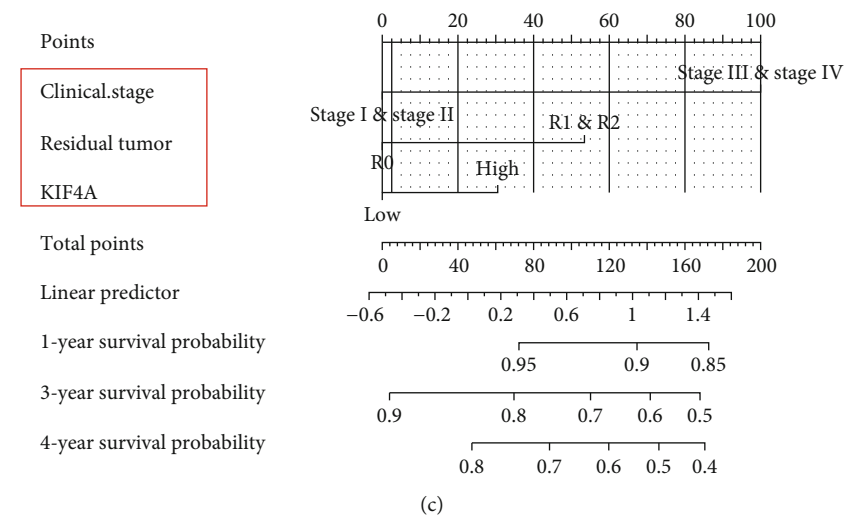 Points 0 20 40 60 80 100
Clinical.stage Stage III & stage IV
Stage I & stage II
Residual tumor R1 & R2
R0
KIF4A High
Low
Total points
0 40 80 120 160 200
Linear predictor
−0.6 −0.2 0.2 0.6 1 1.4
1-year survival probability
0.95 0.9 0.85
3-year survival probability
0.9 0.8 0.7 0.6 0.5
4-year survival probability
0.8 0.7 0.6 0.5 0.4
(c)